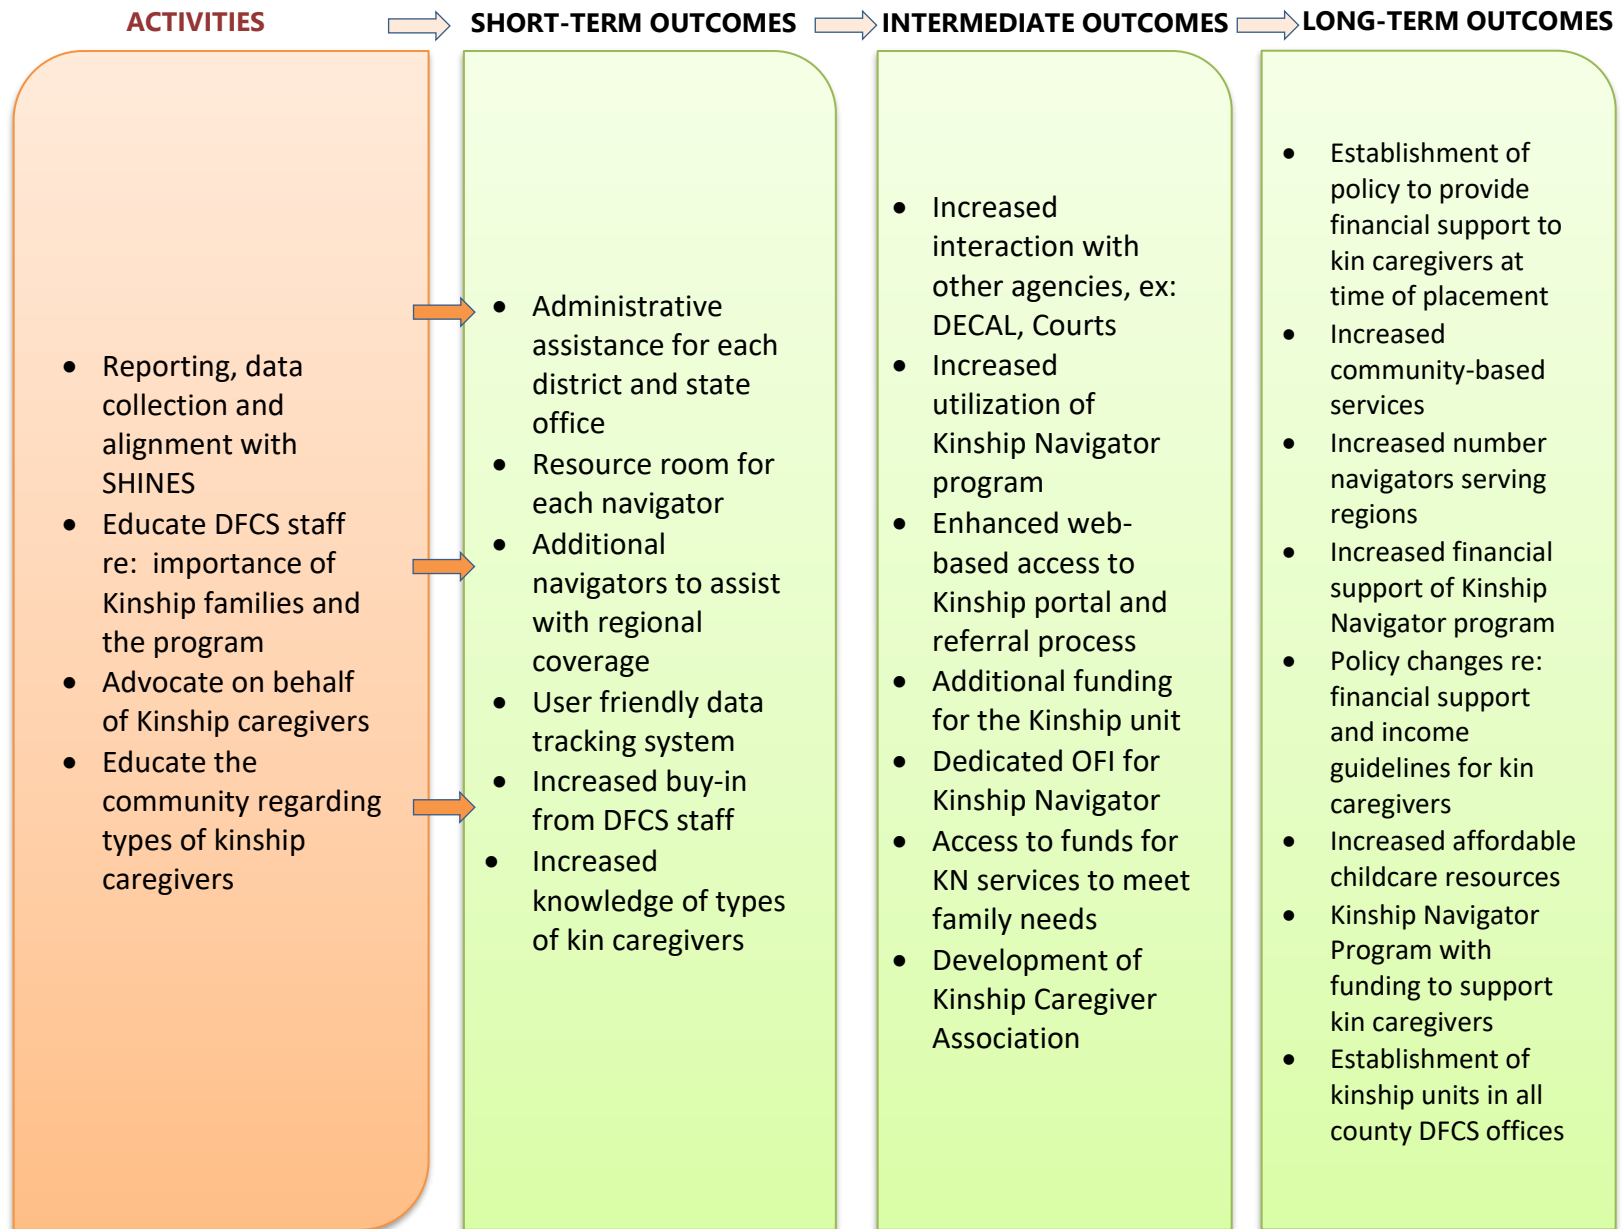 ACTIVITIES
SHORT-TERM OUTCOMES
INTERMEDIATE OUTCOMES
LONG-TERM OUTCOMES
• Reporting, data
collection and
alignment with
SHINES
• Educate DFCS staff
re:  importance of
Kinship families and
the program
• Advocate on behalf
of Kinship caregivers
• Educate the
community regarding
types of kinship
caregivers
• Administrative
assistance for each
district and state
office
• Resource room for
each navigator
• Additional
navigators to assist
with regional
coverage
• User friendly data
tracking system
• Increased buy-in
from DFCS staff
• Increased
knowledge of types
of kin caregivers
• Increased
interaction with
other agencies, ex:
DECAL, Courts
• Increased
utilization of
Kinship Navigator
program
• Enhanced web-
based access to
Kinship portal and
referral process
• Additional funding
for the Kinship unit
• Dedicated OFI for
Kinship Navigator
• Access to funds for
KN services to meet
family needs
• Development of
Kinship Caregiver
Association
• Establishment of
policy to provide
financial support to
kin caregivers at
time of placement
• Increased
community-based
services
• Increased number
navigators serving
regions
• Increased financial
support of Kinship
Navigator program
• Policy changes re:
financial support
and income
guidelines for kin
caregivers
• Increased affordable
childcare resources
• Kinship Navigator
Program with
funding to support
kin caregivers
• Establishment of
kinship units in all
county DFCS offices